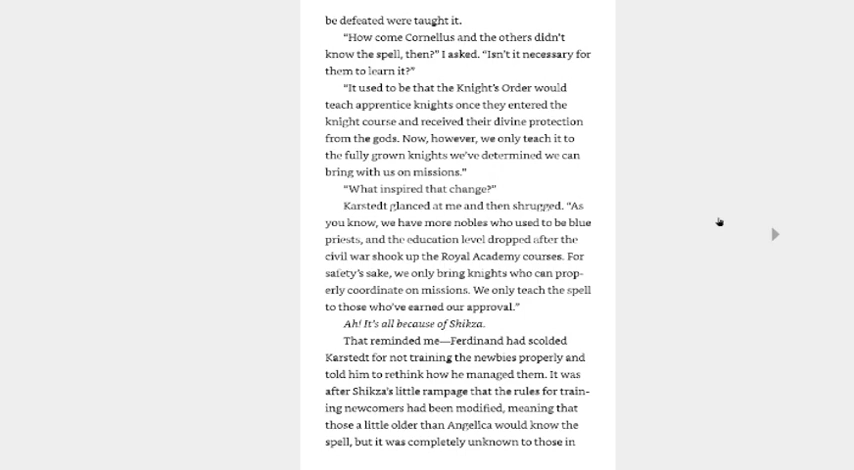 be defeated were taught it.
“How come Cornelius and the others didn’t
know the spell, then?” I asked. “Isn’t it necessary for
them to learn it?”
“It used to be that the Knight’s Order would
teach apprentice knights once they entered the
knight course and received their divine protection
from the gods. Now, however, we only teach it to
the fully grown knights we’ve determined we can
bring with us on missions.”
“What inspired that change?”
Karstedt glanced at me and then shrugged. “As
you know, we have more nobles who used to be blue
priests, and the education level dropped after the
civil war shook up the Royal Academy courses. For
safety’s sake, we only bring knights who can prop-
erly coordinate on missions. We only teach the spell
to those who’ve earned our approval.”
Ah! It’s all because of Shikza.
That reminded me—Ferdinand had scolded
Karstedt for not training the newbies properly and
told him to rethink how he managed them. It was
after Shikza’s little rampage that the rules for train-
ing newcomers had been modified, meaning that
those a little older than Angelica would know the
spell, but it was completely unknown to those in